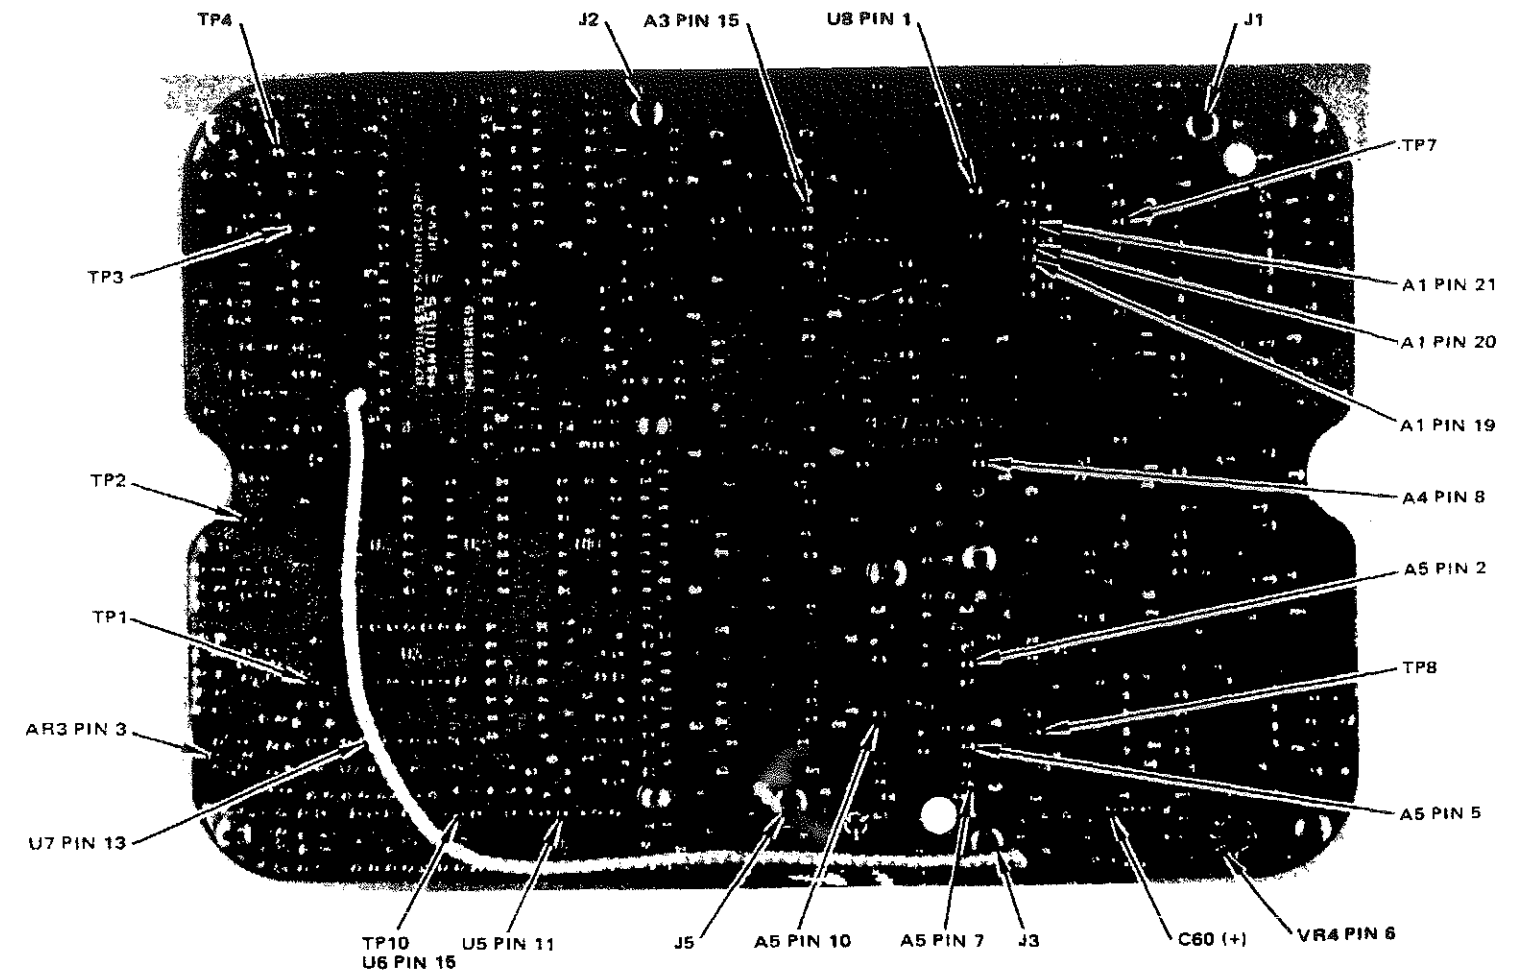 TP4
J2
A3 PIN 15
U8 PIN 1
J1
TP7
TP3
A1 PIN 21
A1 PIN 20
A1 PIN 19
TP2
A4 PIN 8
A5 PIN 2
TP1
TP8
AR3 PIN 3
A5 PIN 5
U7 PIN 13
TP10
U6 PIN 15
U5 PIN 11
J5
A5 PIN 10
A5 PIN 7
J3
C60 (+)
VR4 PIN 6